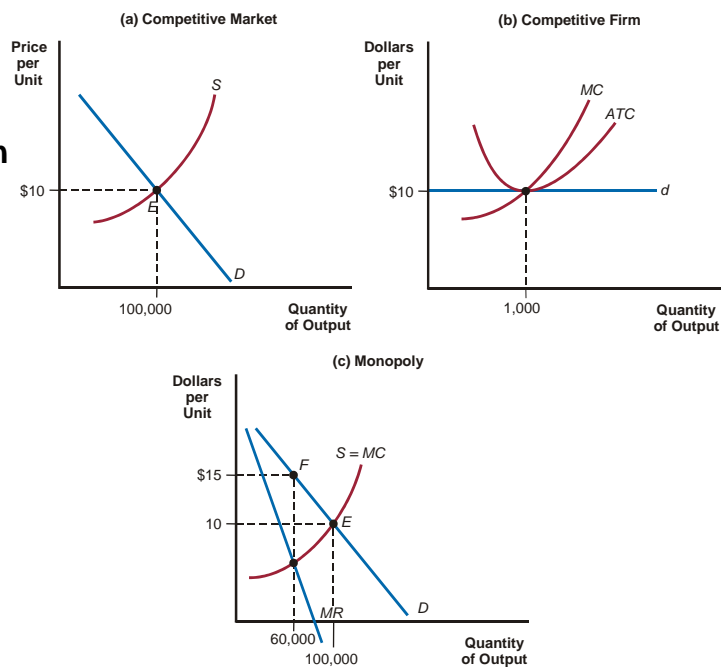 (a) Competitive Market
Price
per
Unit
S
$10
E
D
100,000
Quantity
of Output
n
(b) Competitive Firm
Dollars
per
Unit
MC
ATC
$10
d
1,000
Quantity
of Output
(c) Monopoly
Dollars
per
Unit
S = MC
$15
F
10
E
MR
D
60,000
100,000
Quantity
of Output